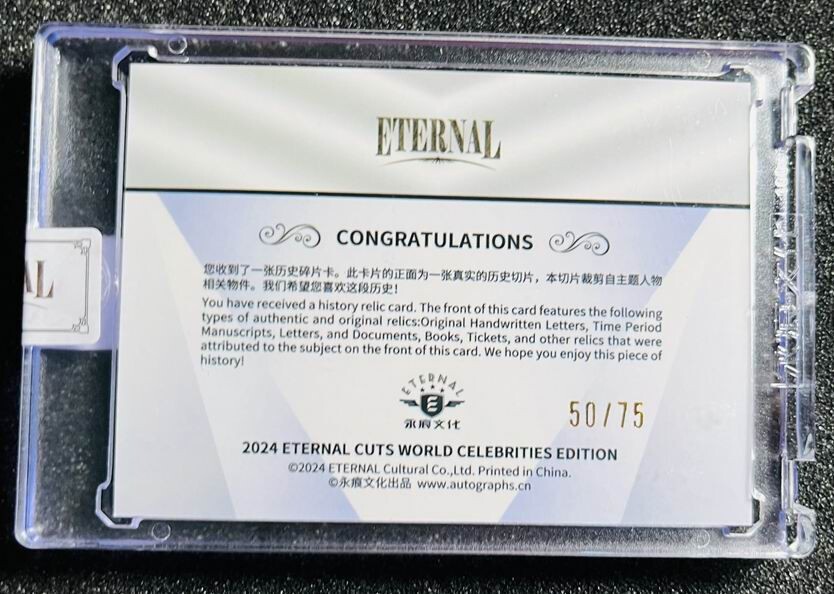 ETERNAL
CONGRATULATIONS
您收到了一张历史碎片卡。此卡片的正面为一张真实的历史切片，本切片裁剪自主题人物
相关物件。我们希望您喜欢这段历史！
You have received a history relic card. The front of this card features the following
types of authentic and original relics:Original Handwritten Letters, Time Period
Manuscripts, Letters, and Documents, Books, Tickets, and other relics that were
attributed to the subject on the front of this card. We hope you enjoy this piece of
history!
AL
ETERNAL
E
永痕文化
50/75
2024 ETERNAL CUTS WORLD CELEBRITIES EDITION
©2024 ETERNAL Cultural Co.,Ltd. Printed in China.
©永痕文化出品 www.autographs.cn